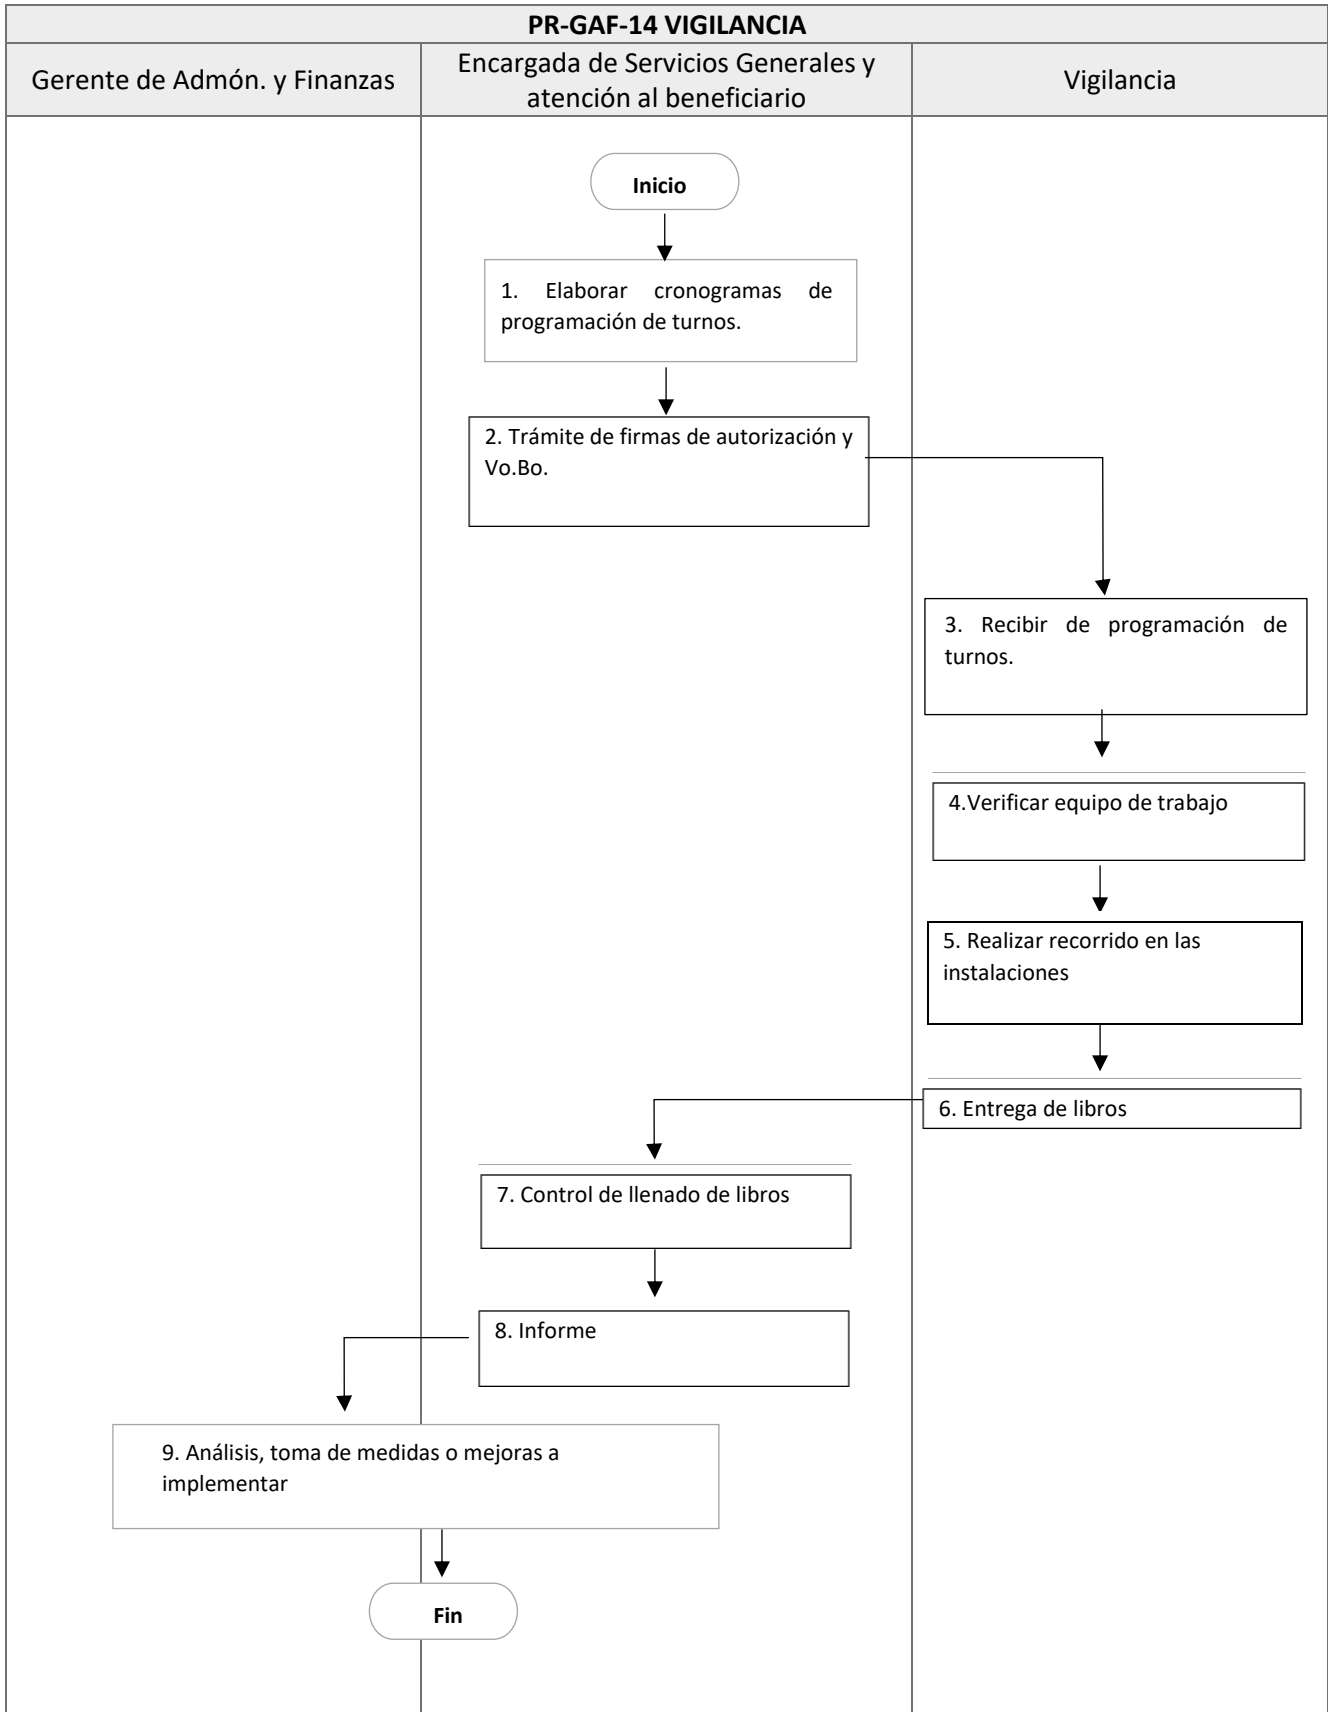 PR-GAF-14 VIGILANCIA
Gerente de Admón. y Finanzas
Encargada de Servicios Generales y
atención al beneficiario
Vigilancia
Inicio
1. Elaborar cronogramas de
programación de turnos.
2. Trámite de firmas de autorización y
Vo.Bo.
3. Recibir de programación de
turnos.
4.Verificar equipo de trabajo
5. Realizar recorrido en las
instalaciones
6. Entrega de libros
7. Control de llenado de libros
8. Informe
9. Análisis, toma de medidas o mejoras a
implementar
Fin